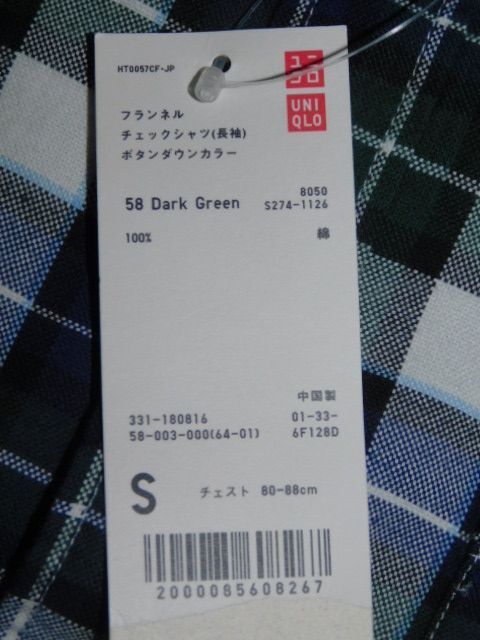 HT0057CF-JP
ユニ
クロ
UNI
QLO
フランネル
チェックシャツ(長袖)
ボタンダウンカラー
8050
58 Dark Green S274-1126
100% 綿
中国製
331-180816 01-33-
58-003-000(64-01) 6F128D
S チェスト 80-88cm
2000085608267